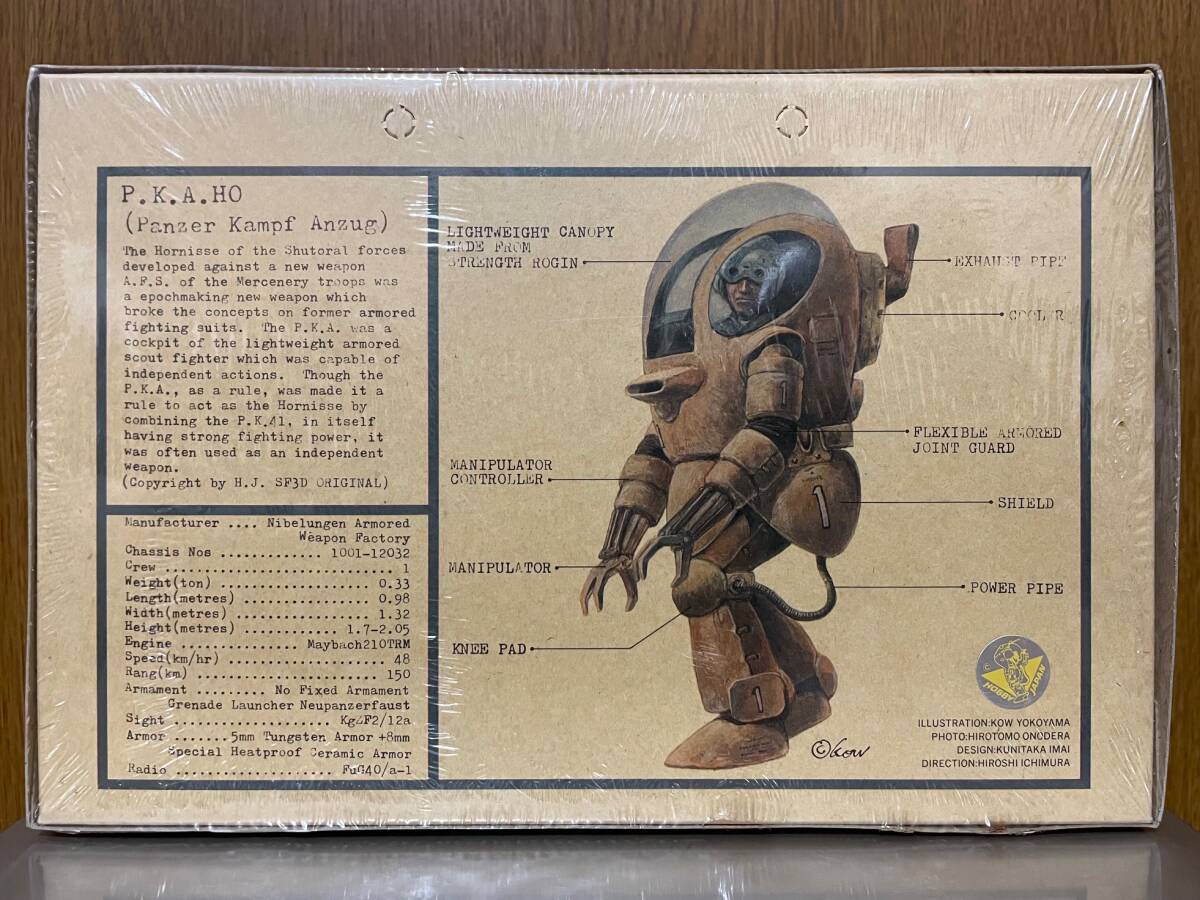 P.K.A.HO
(Panzer Kampf Anzug)
The Hornisse of the Shutoral forces
developed against a new weapon
A.F.S. of the Mercenery troops was
a epochmaking new weapon which
broke the concepts on former armored
fighting suits. The P.K.A. was a
cockpit of the lightweight armored
scout fighter which was capable of
independent actions. Though the
P.K.A., as a rule, was made it a
rule to act as the Hornisse by
combining the P.K.41, in itself
having strong fighting power, it
was often used as an independent
weapon.
(Copyright by H.J. SF3D ORIGINAL)
Manufacturer .... Nibelungen Armored
Weapon Factory
Chassis Nos ............. 1001-12032
Crew ............................. 1
Weight(ton) ................... 0.33
Length(metres) ................ 0.98
Width(metres) ................. 1.32
Height(metres) ............ 1.7-2.05
Engine ............... Maybach210TRM
Speed(km/hr) .................... 48
Rang(km) ....................... 150
Armament ......... No Fixed Armament
Grenade Launcher Neupanzerfaust
Sight .................... KgZF2/12a
Armor .......5mm Tungsten Armor +8mm
Special Heatproof Ceramic Armor
Radio .................... FuG40/a-1
LIGHTWEIGHT CANOPY
MADE FROM
STRENGTH ROGIN
EXHAUST PIPE
COOLER
FLEXIBLE ARMORED
JOINT GUARD
MANIPULATOR
CONTROLLER
SHIELD
MANIPULATOR
POWER PIPE
KNEE PAD
1
1
1
© HOBBY JAPAN
©Kow
ILLUSTRATION:KOW YOKOYAMA
PHOTO:HIROTOMO ONODERA
DESIGN:KUNITAKA IMAI
DIRECTION:HIROSHI ICHIMURA